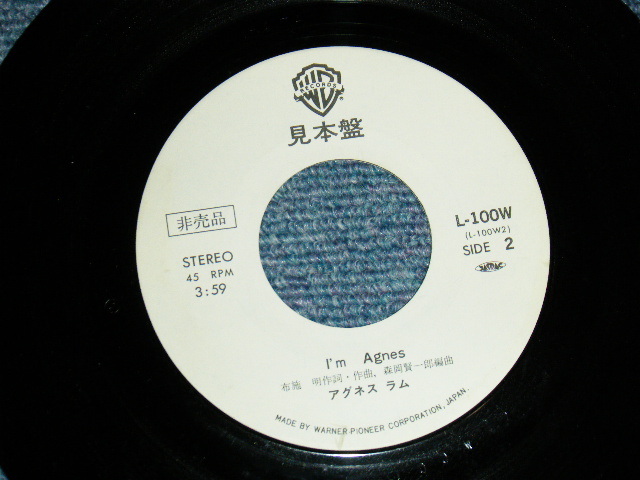 WB
RECORDS
見本盤
非売品
STEREO
45 RPM
3:59
L-100W
(L-100W2)
SIDE 2
I'm Agnes
布施 明作詞・作曲、森岡賢一郎編曲
アグネス ラム
MADE BY WARNER-PIONEER CORPORATION, JAPAN.